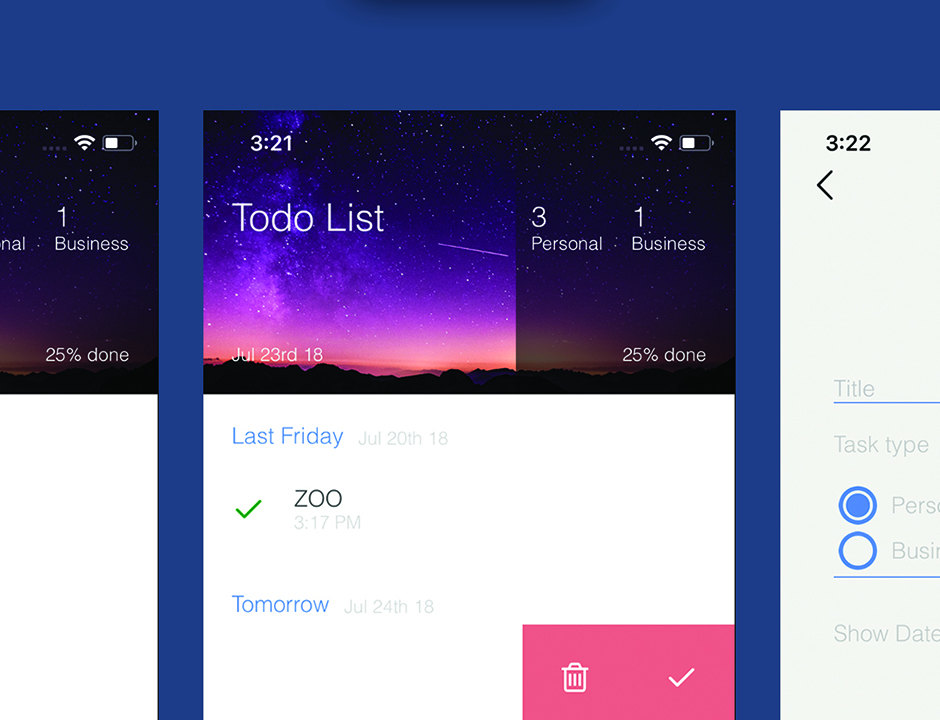 1
nal
Business
25% done
3:21
Todo List
3
Personal
1
Business
Jul 23rd 18
25% done
Last Friday Jul 20th 18
ZOO
3:17 PM
Tomorrow Jul 24th 18
3:22
Title
Task type
Perso
Busin
Show Date